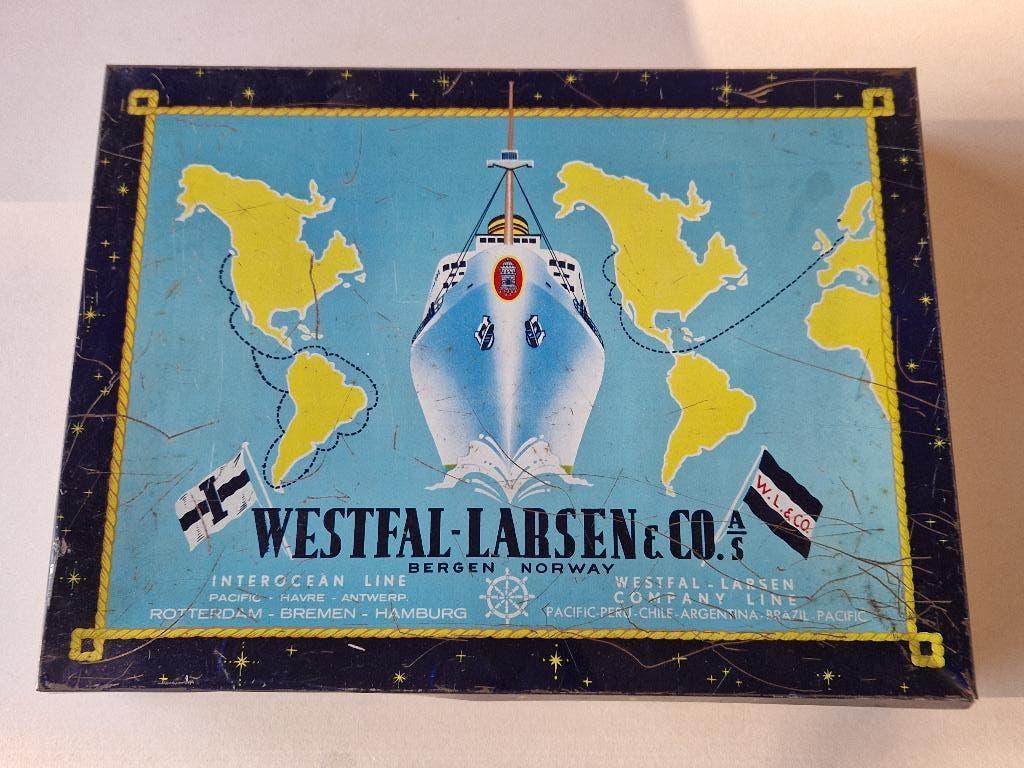 WESTFAL-LARSEN & CO. A/S
BERGEN NORWAY
I
W.L.&CO.
INTEROCEAN LINE
PACIFIC - HAVRE - ANTWERP.
ROTTERDAM - BREMEN - HAMBURG
WESTFAL - LARSEN
COMPANY LINE
PACIFIC-PERU-CHILE-ARGENTINA-BRAZIL PACIFIC